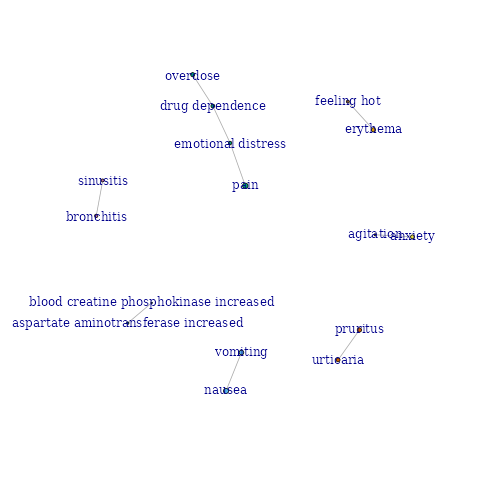 overdose
feeling hot
drug dependence
erythema
emotional distress
sinusitis
pain
bronchitis
agitation
anxiety
blood creatine phosphokinase increased
aspartate aminotransferase increased
pruritus
vomiting
urticaria
nausea